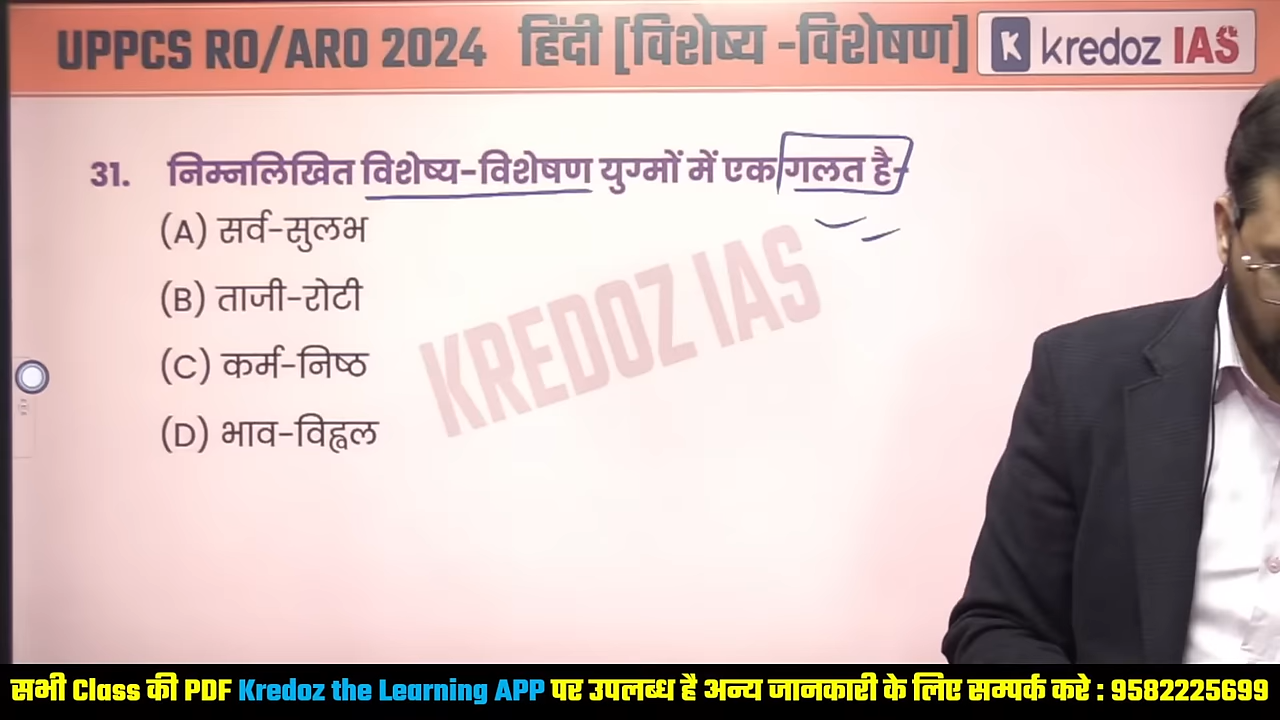 UPPCS RO/ARO 2024 हिंदी [विशेष्य -विशेषण] K kredoz IAS
31. निम्नलिखित विशेष्य-विशेषण युग्मों में एक गलत है-
(A) सर्व-सुलभ
(B) ताजी-रोटी
(C) कर्म-निष्ठ
(D) भाव-विह्वल
KREDOZ IAS
सभी Class की PDF Kredoz the Learning APP पर उपलब्ध है अन्य जानकारी के लिए सम्पर्क करे : 9582225699